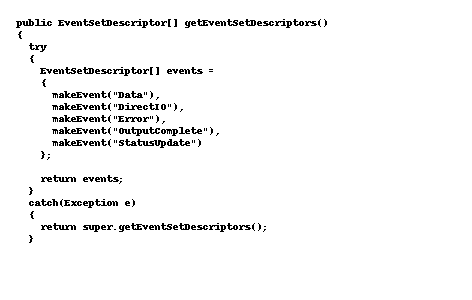 public EventSetDescriptor[] getEventSetDescriptors()
{
try
{
EventSetDescriptor[] events =
{
makeEvent("Data"),
makeEvent("DirectIO"),
makeEvent("Error"),
makeEvent("OutputComplete"),
makeEvent("StatusUpdate")
};
return events;
}
catch(Exception e)
{
return super.getEventSetDescriptors();
}